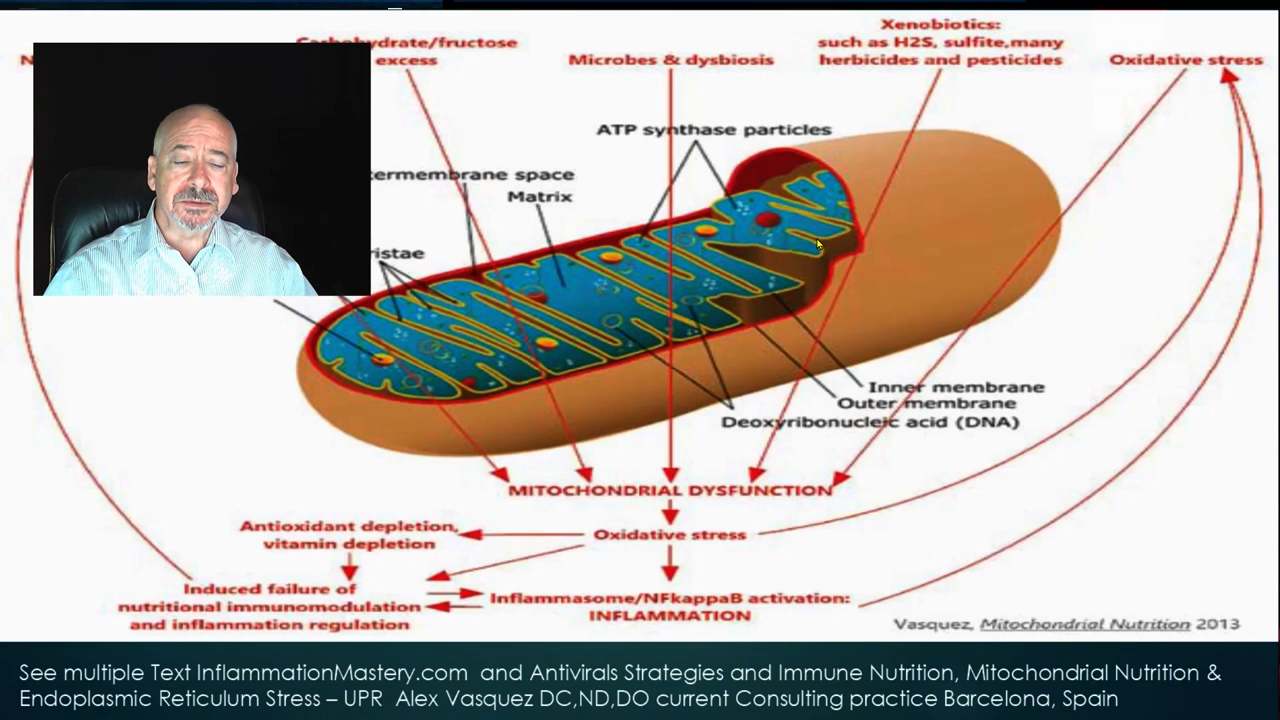 Xenobiotics:
Carbohydrate/fructose
such as H2S, sulfite,many
excess
Microbes & dysbiosis
herbicides and pesticides
Oxidative stress
ATP synthase particles
termembrane space
Matrix
ristae
Inner membrane
Outer membrane
Deoxyribonucleic acid (DNA)
MITOCHONDRIAL DYSFUNCTION
Antioxidant depletion,
vitamin depletion
Oxidative stress
Induced failure of
nutritional immunomodulation
and inflammation regulation
Inflammasome/NFkappaB activation:
INFLAMMATION
Vasquez, Mitochondrial Nutrition 2013
See multiple Text InflammationMastery.com and Antivirals Strategies and Immune Nutrition, Mitochondrial Nutrition &
Endoplasmic Reticulum Stress – UPR Alex Vasquez DC,ND,DO current Consulting practice Barcelona, Spain